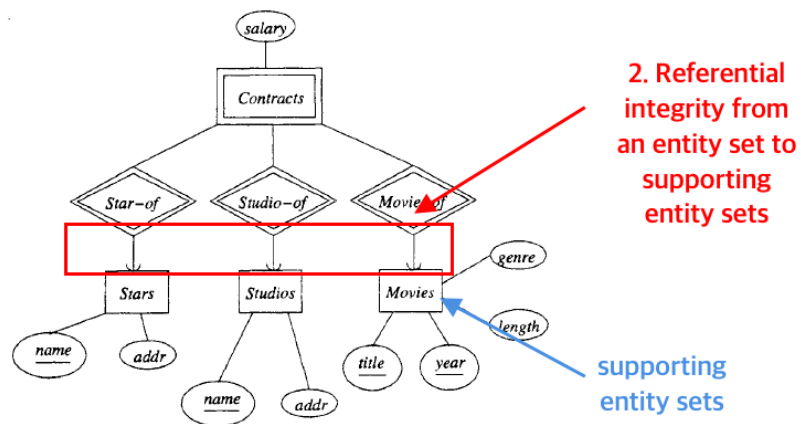 salary
Contracts
2. Referential
integrity from
an entity set to
supporting
entity sets
Star-of
Studio-of
Movie-of
Stars
Studios
Movies
genre
length
name
addr
name
addr
title
year
supporting
entity sets